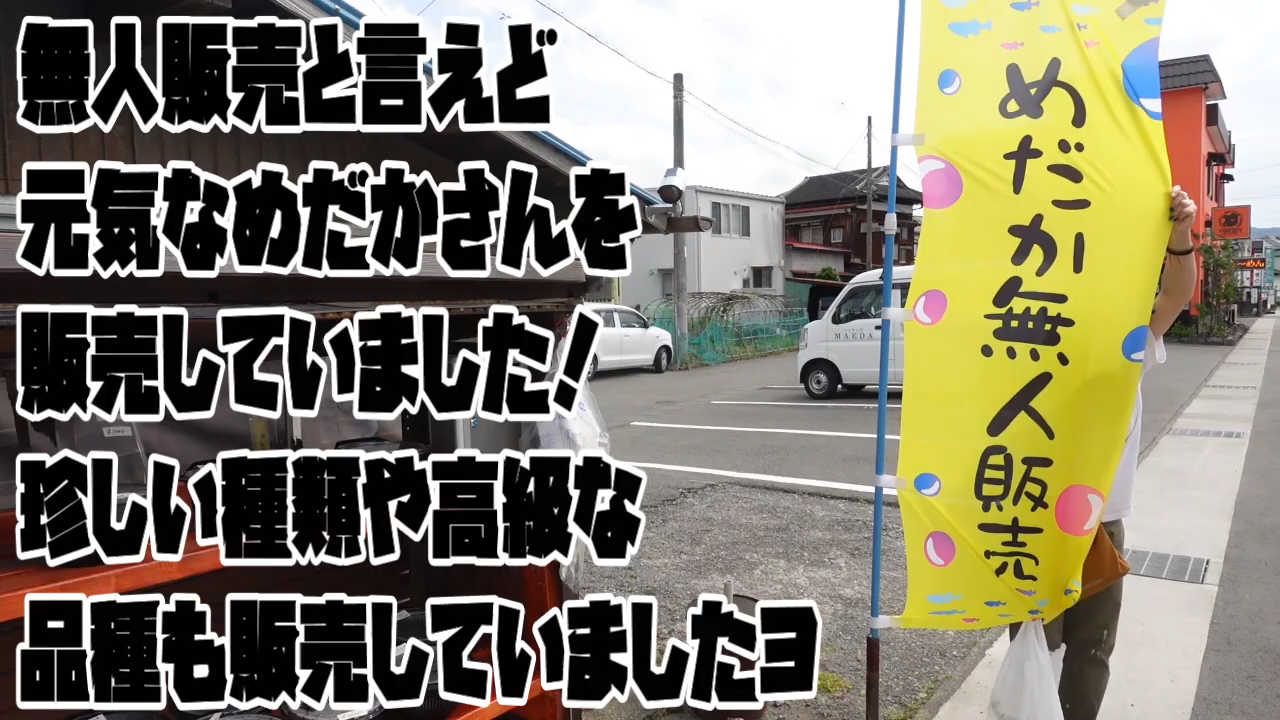 無人販売と言えど
元気なめだかさんを
販売していました!
珍しい種類や高級な
品種も販売していましたヨ
めだか無人販売
MAEDA